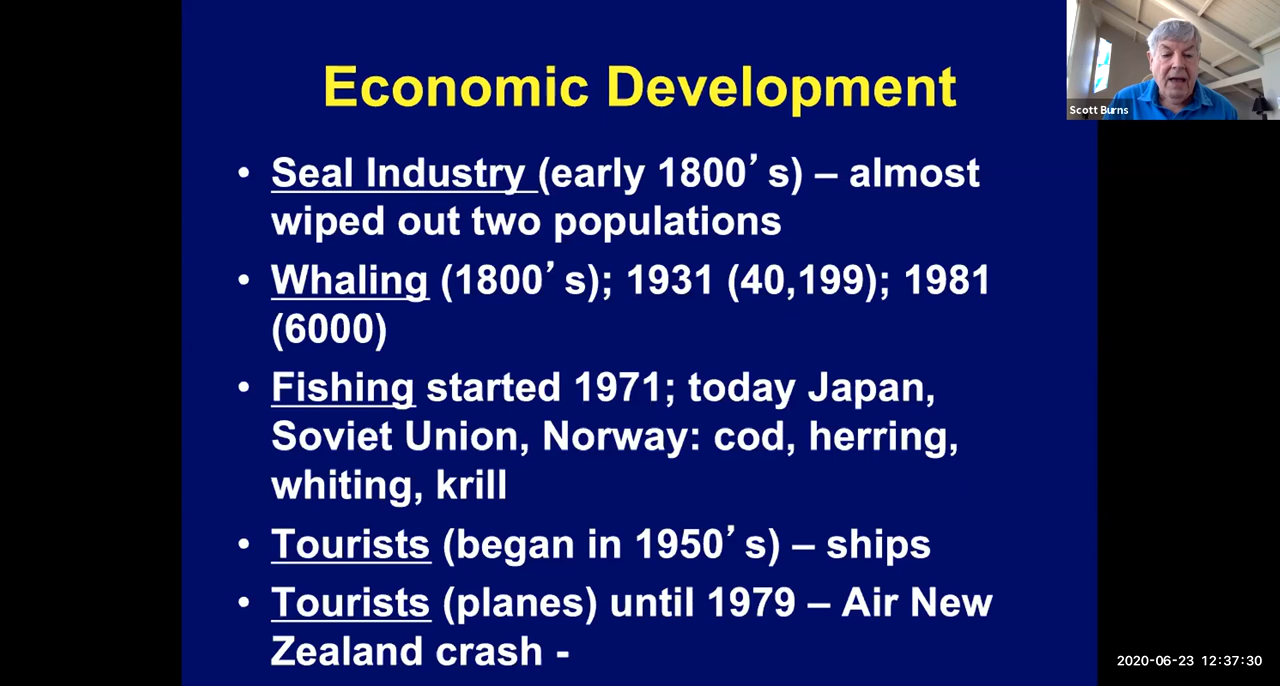 Economic Development
• Seal Industry (early 1800’s) – almost
wiped out two populations
• Whaling (1800’s); 1931 (40,199); 1981
(6000)
• Fishing started 1971; today Japan,
Soviet Union, Norway: cod, herring,
whiting, krill
• Tourists (began in 1950’s) – ships
• Tourists (planes) until 1979 – Air New
Zealand crash -
Scott Burns
2020-06-23 12:37:30